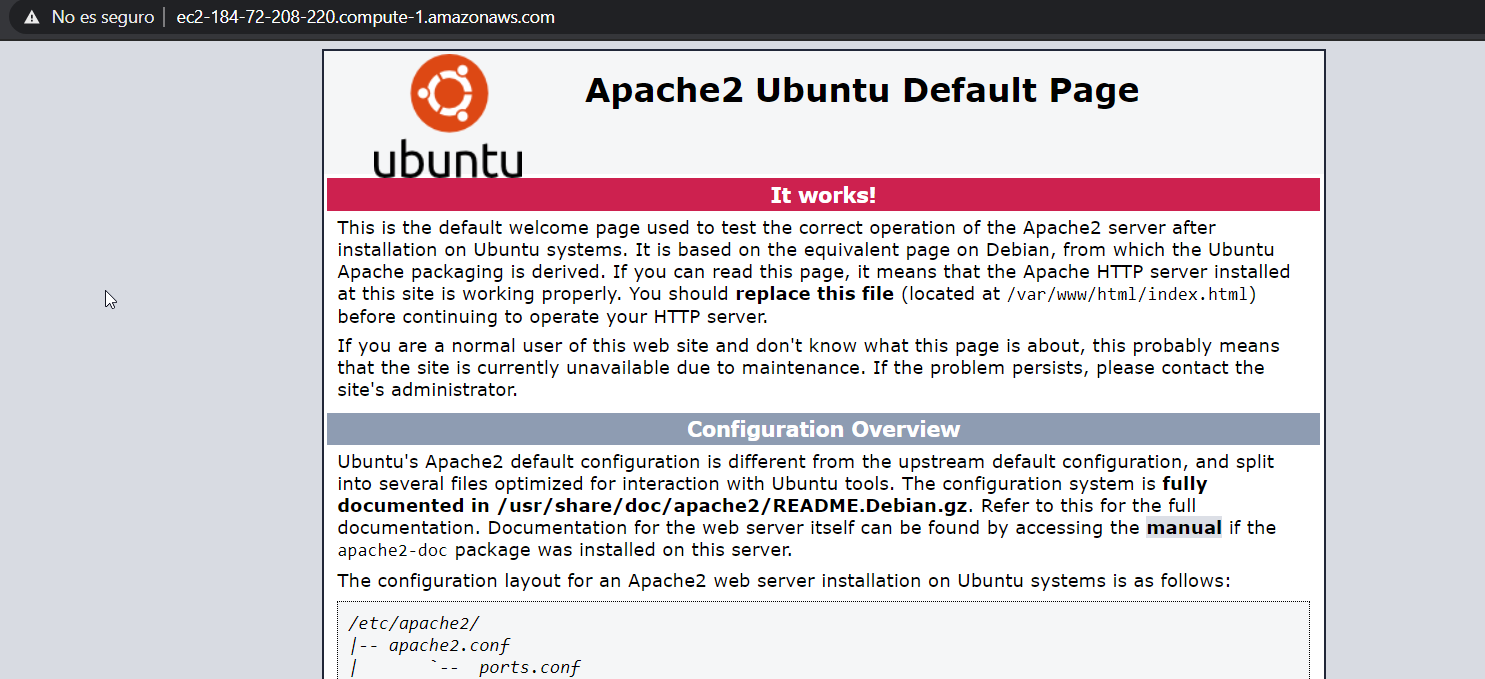 No es seguro | ec2-184-72-208-220.compute-1.amazonaws.com
ubuntu
Apache2 Ubuntu Default Page
It works!
This is the default welcome page used to test the correct operation of the Apache2 server after
installation on Ubuntu systems. It is based on the equivalent page on Debian, from which the Ubuntu
Apache packaging is derived. If you can read this page, it means that the Apache HTTP server installed
at this site is working properly. You should replace this file (located at /var/www/html/index.html)
before continuing to operate your HTTP server.
If you are a normal user of this web site and don't know what this page is about, this probably means
that the site is currently unavailable due to maintenance. If the problem persists, please contact the
site's administrator.
Configuration Overview
Ubuntu's Apache2 default configuration is different from the upstream default configuration, and split
into several files optimized for interaction with Ubuntu tools. The configuration system is fully
documented in /usr/share/doc/apache2/README.Debian.gz. Refer to this for the full
documentation. Documentation for the web server itself can be found by accessing the manual if the
apache2-doc package was installed on this server.
The configuration layout for an Apache2 web server installation on Ubuntu systems is as follows:
/etc/apache2/
|-- apache2.conf
|       `--  ports.conf